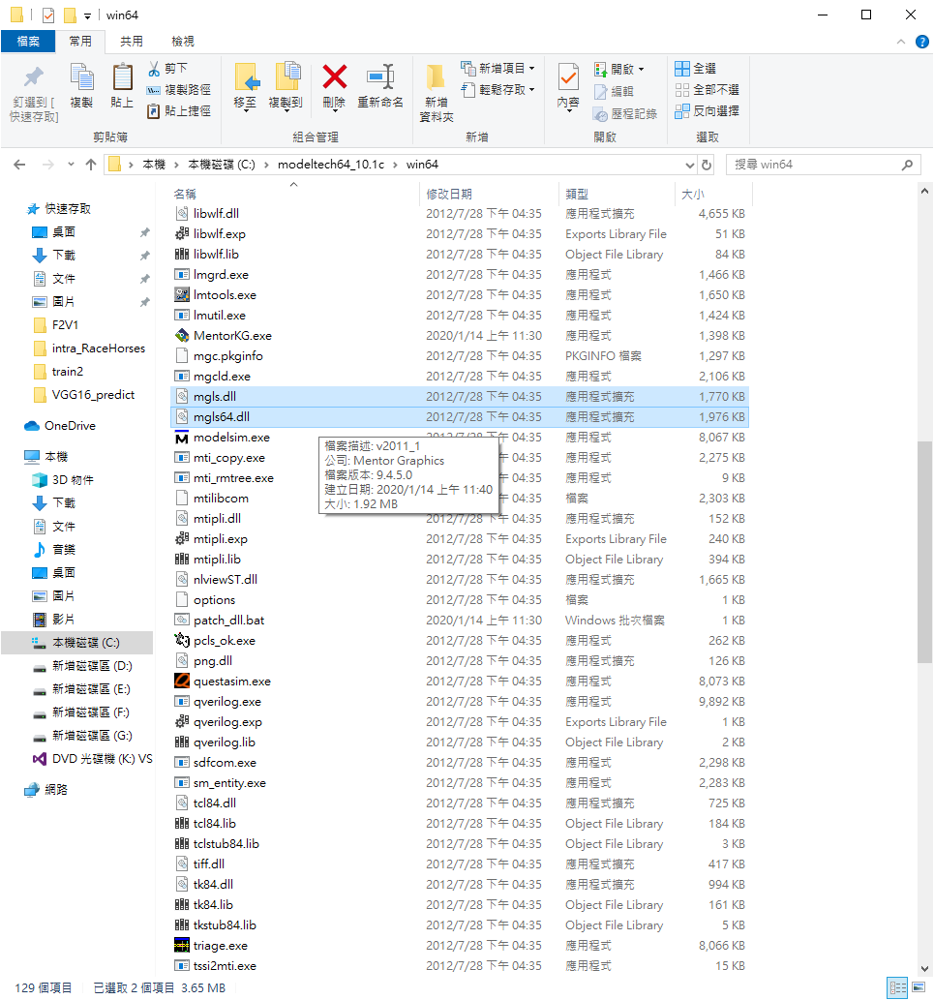 win64
檔案 常用 共用 檢視
釘選到 [快速存取]
複製
貼上
剪下
複製路徑
貼上捷徑
剪貼簿
移至
複製到
刪除
重新命名
組合管理
新增資料夾
新增項目
輕鬆存取
新增
內容
開啟
編輯
歷程記錄
開啟
全選
全部不選
反向選擇
選取
本機 › 本機磁碟 (C:) › modeltech64_10.1c › win64
搜尋 win64
快速存取
桌面
下載
文件
圖片
F2V1
intra_RaceHorses
train2
VGG16_predict
OneDrive
本機
3D 物件
下載
文件
音樂
桌面
圖片
影片
本機磁碟 (C:)
新增磁碟區 (D:)
新增磁碟區 (E:)
新增磁碟區 (F:)
新增磁碟區 (G:)
DVD 光碟機 (K:) VS
網路
名稱 修改日期 類型 大小
libwlf.dll 2012/7/28 下午 04:35 應用程式擴充 4,655 KB
libwlf.exp 2012/7/28 下午 04:35 Exports Library File 51 KB
libwlf.lib 2012/7/28 下午 04:35 Object File Library 84 KB
lmgrd.exe 2012/7/28 下午 04:35 應用程式 1,466 KB
lmtools.exe 2012/7/28 下午 04:35 應用程式 1,650 KB
lmutil.exe 2012/7/28 下午 04:35 應用程式 1,424 KB
MentorKG.exe 2020/1/14 上午 11:30 應用程式 1,398 KB
mgc.pkginfo 2012/7/28 下午 04:35 PKGINFO 檔案 1,297 KB
mgcld.exe 2012/7/28 下午 04:35 應用程式 2,106 KB
mgls.dll 2012/7/28 下午 04:35 應用程式擴充 1,770 KB
mgls64.dll 2012/7/28 下午 04:35 應用程式擴充 1,976 KB
modelsim.exe 2012/7/28 下午 04:35 應用程式 8,067 KB
mti_copy.exe 04:35 應用程式 2,275 KB
mti_rmtree.exe 04:35 應用程式 9 KB
mtilibcom 04:35 檔案 2,303 KB
檔案描述: v2011_1
公司: Mentor Graphics
檔案版本: 9.4.5.0
建立日期: 2020/1/14 上午 11:40
大小: 1.92 MB
mtipli.dll 2012/7/28 下午 04:35 應用程式擴充 152 KB
mtipli.exp 2012/7/28 下午 04:35 Exports Library File 240 KB
mtipli.lib 2012/7/28 下午 04:35 Object File Library 394 KB
nlviewST.dll 2012/7/28 下午 04:35 應用程式擴充 1,665 KB
options 2012/7/28 下午 04:35 檔案 1 KB
patch_dll.bat 2020/1/14 上午 11:30 Windows 批次檔案 1 KB
pcls_ok.exe 2012/7/28 下午 04:35 應用程式 262 KB
png.dll 2012/7/28 下午 04:35 應用程式擴充 126 KB
questasim.exe 2012/7/28 下午 04:35 應用程式 8,073 KB
qverilog.exe 2012/7/28 下午 04:35 應用程式 9,892 KB
qverilog.exp 2012/7/28 下午 04:35 Exports Library File 1 KB
qverilog.lib 2012/7/28 下午 04:35 Object File Library 2 KB
sdfcom.exe 2012/7/28 下午 04:35 應用程式 2,298 KB
sm_entity.exe 2012/7/28 下午 04:35 應用程式 2,283 KB
tcl84.dll 2012/7/28 下午 04:35 應用程式擴充 725 KB
tcl84.lib 2012/7/28 下午 04:35 Object File Library 184 KB
tclstub84.lib 2012/7/28 下午 04:35 Object File Library 3 KB
tiff.dll 2012/7/28 下午 04:35 應用程式擴充 417 KB
tk84.dll 2012/7/28 下午 04:35 應用程式擴充 994 KB
tk84.lib 2012/7/28 下午 04:35 Object File Library 161 KB
tkstub84.lib 2012/7/28 下午 04:35 Object File Library 5 KB
triage.exe 2012/7/28 下午 04:35 應用程式 8,066 KB
tssi2mti.exe 2012/7/28 下午 04:35 應用程式 15 KB
129 個項目 已選取 2 個項目 3.65 MB